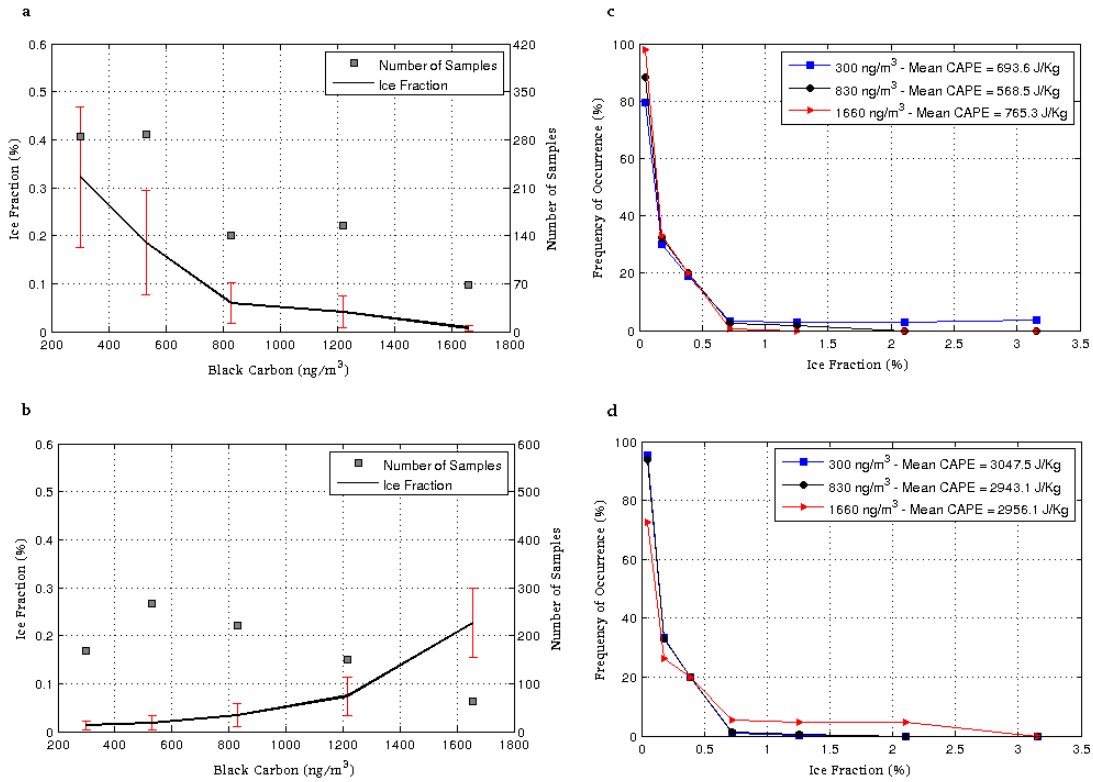 a
0.6
0.5
0.4
0.3
0.2
0.1
0
Ice Fraction (%)
420
350
280
210
140
70
0
Number of Samples
Number of Samples
Ice Fraction
200 400 600 800 1000 1200 1400 1600 1800
Black Carbon (ng/m³)
c
100
80
60
40
20
0
Frequency of Occurrence (%)
300 ng/m³ - Mean CAPE = 693.6 J/Kg
830 ng/m³ - Mean CAPE = 568.5 J/Kg
1660 ng/m³ - Mean CAPE = 765.3 J/Kg
0 0.5 1 1.5 2 2.5 3 3.5
Ice Fraction (%)
b
0.6
0.5
0.4
0.3
0.2
0.1
0
Ice Fraction (%)
600
500
400
300
200
100
0
Number of Samples
Number of Samples
Ice Fraction
200 400 600 800 1000 1200 1400 1600 1800
Black Carbon (ng/m³)
d
100
80
60
40
20
0
Frequency of Occurrence (%)
300 ng/m³ - Mean CAPE = 3047.5 J/Kg
830 ng/m³ - Mean CAPE = 2943.1 J/Kg
1660 ng/m³ - Mean CAPE = 2956.1 J/Kg
0 0.5 1 1.5 2 2.5 3 3.5
Ice Fraction (%)